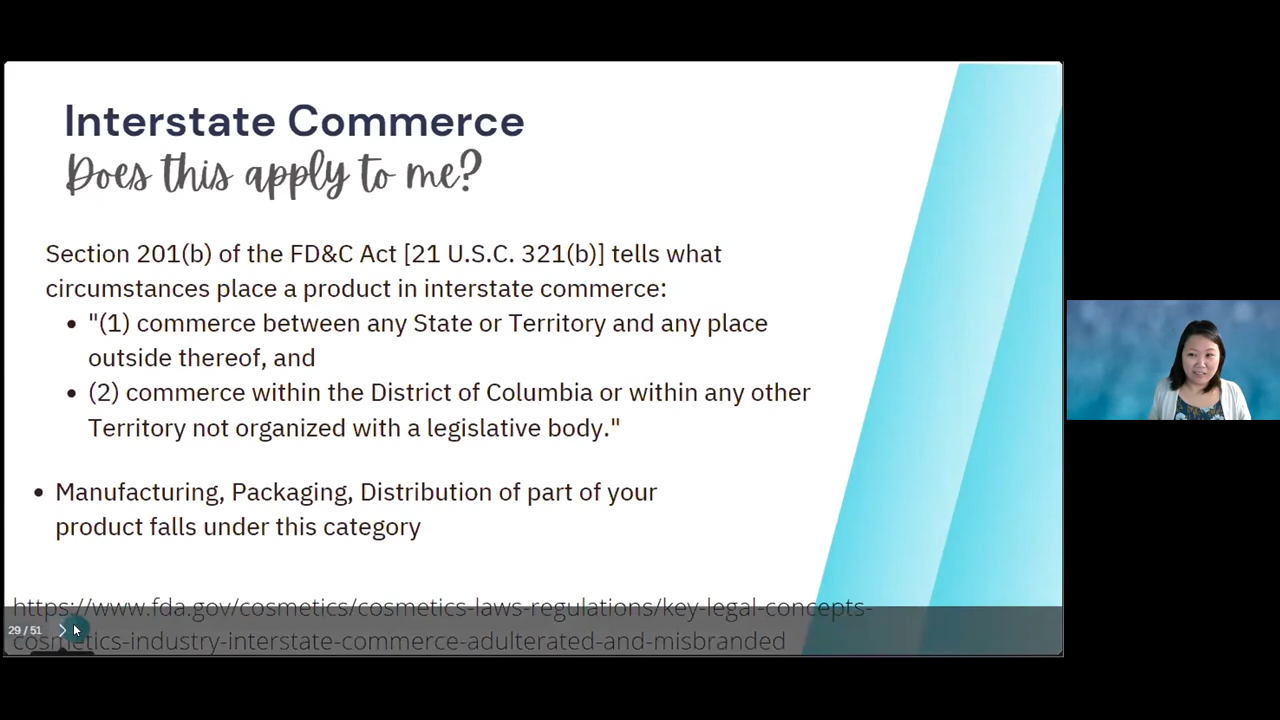 Interstate Commerce
Does this apply to me?
Section 201(b) of the FD&C Act [21 U.S.C. 321(b)] tells what
circumstances place a product in interstate commerce:
• "(1) commerce between any State or Territory and any place
outside thereof, and
• (2) commerce within the District of Columbia or within any other
Territory not organized with a legislative body."
• Manufacturing, Packaging, Distribution of part of your
product falls under this category
https://www.fda.gov/cosmetics/cosmetics-laws-regulations/key-legal-concepts-
cosmetics-industry-interstate-commerce-adulterated-and-misbranded
29 / 51